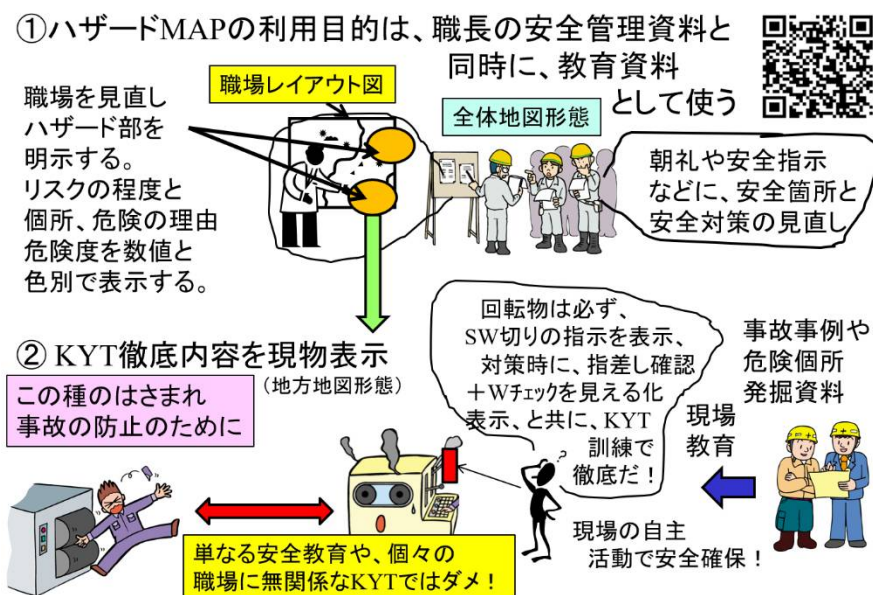 ①ハザードMAPの利用目的は、職長の安全管理資料と
同時に、教育資料
として使う
職場レイアウト図
全体地図形態
職場を見直し
ハザード部を
明示する。
リスクの程度と
個所、危険の理由
危険度を数値と
色別で表示する。
朝礼や安全指示
などに、安全箇所と
安全対策の見直し
② KYT徹底内容を現物表示
(地方地図形態)
この種のはさまれ
事故の防止のために
回転物は必ず、
SW切りの指示を表示、
対策時に、指差し確認
+Wチェックを見える化
表示、と共に、KYT
訓練で
徹底だ！
事故事例や
危険個所
発掘資料
現場
教育
現場の自主
活動で安全確保！
単なる安全教育や、個々の
職場に無関係なKYTではダメ！